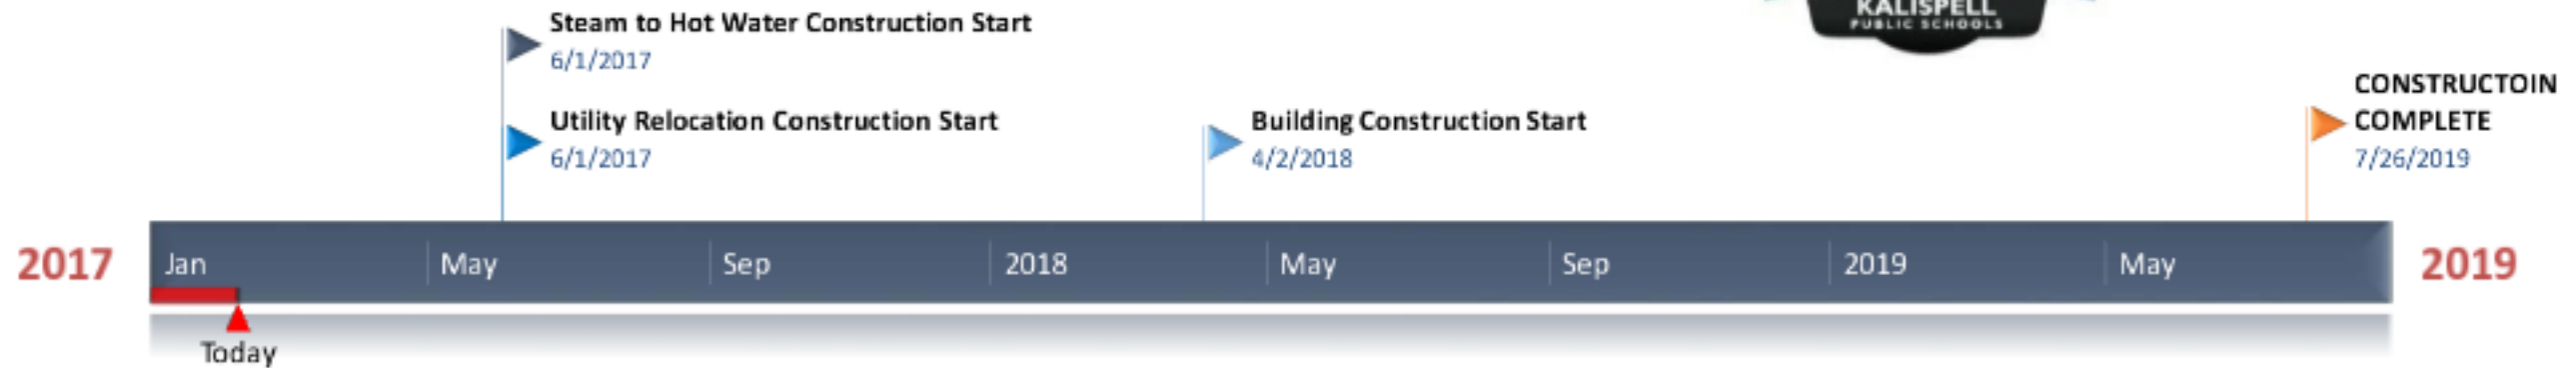 KALISPELL
PUBLIC SCHOOLS
Steam to Hot Water Construction Start
6/1/2017
Utility Relocation Construction Start
6/1/2017
Building Construction Start
4/2/2018
CONSTRUCTOIN
COMPLETE
7/26/2019
2017 Jan May Sep 2018 May Sep 2019 May 2019
Today